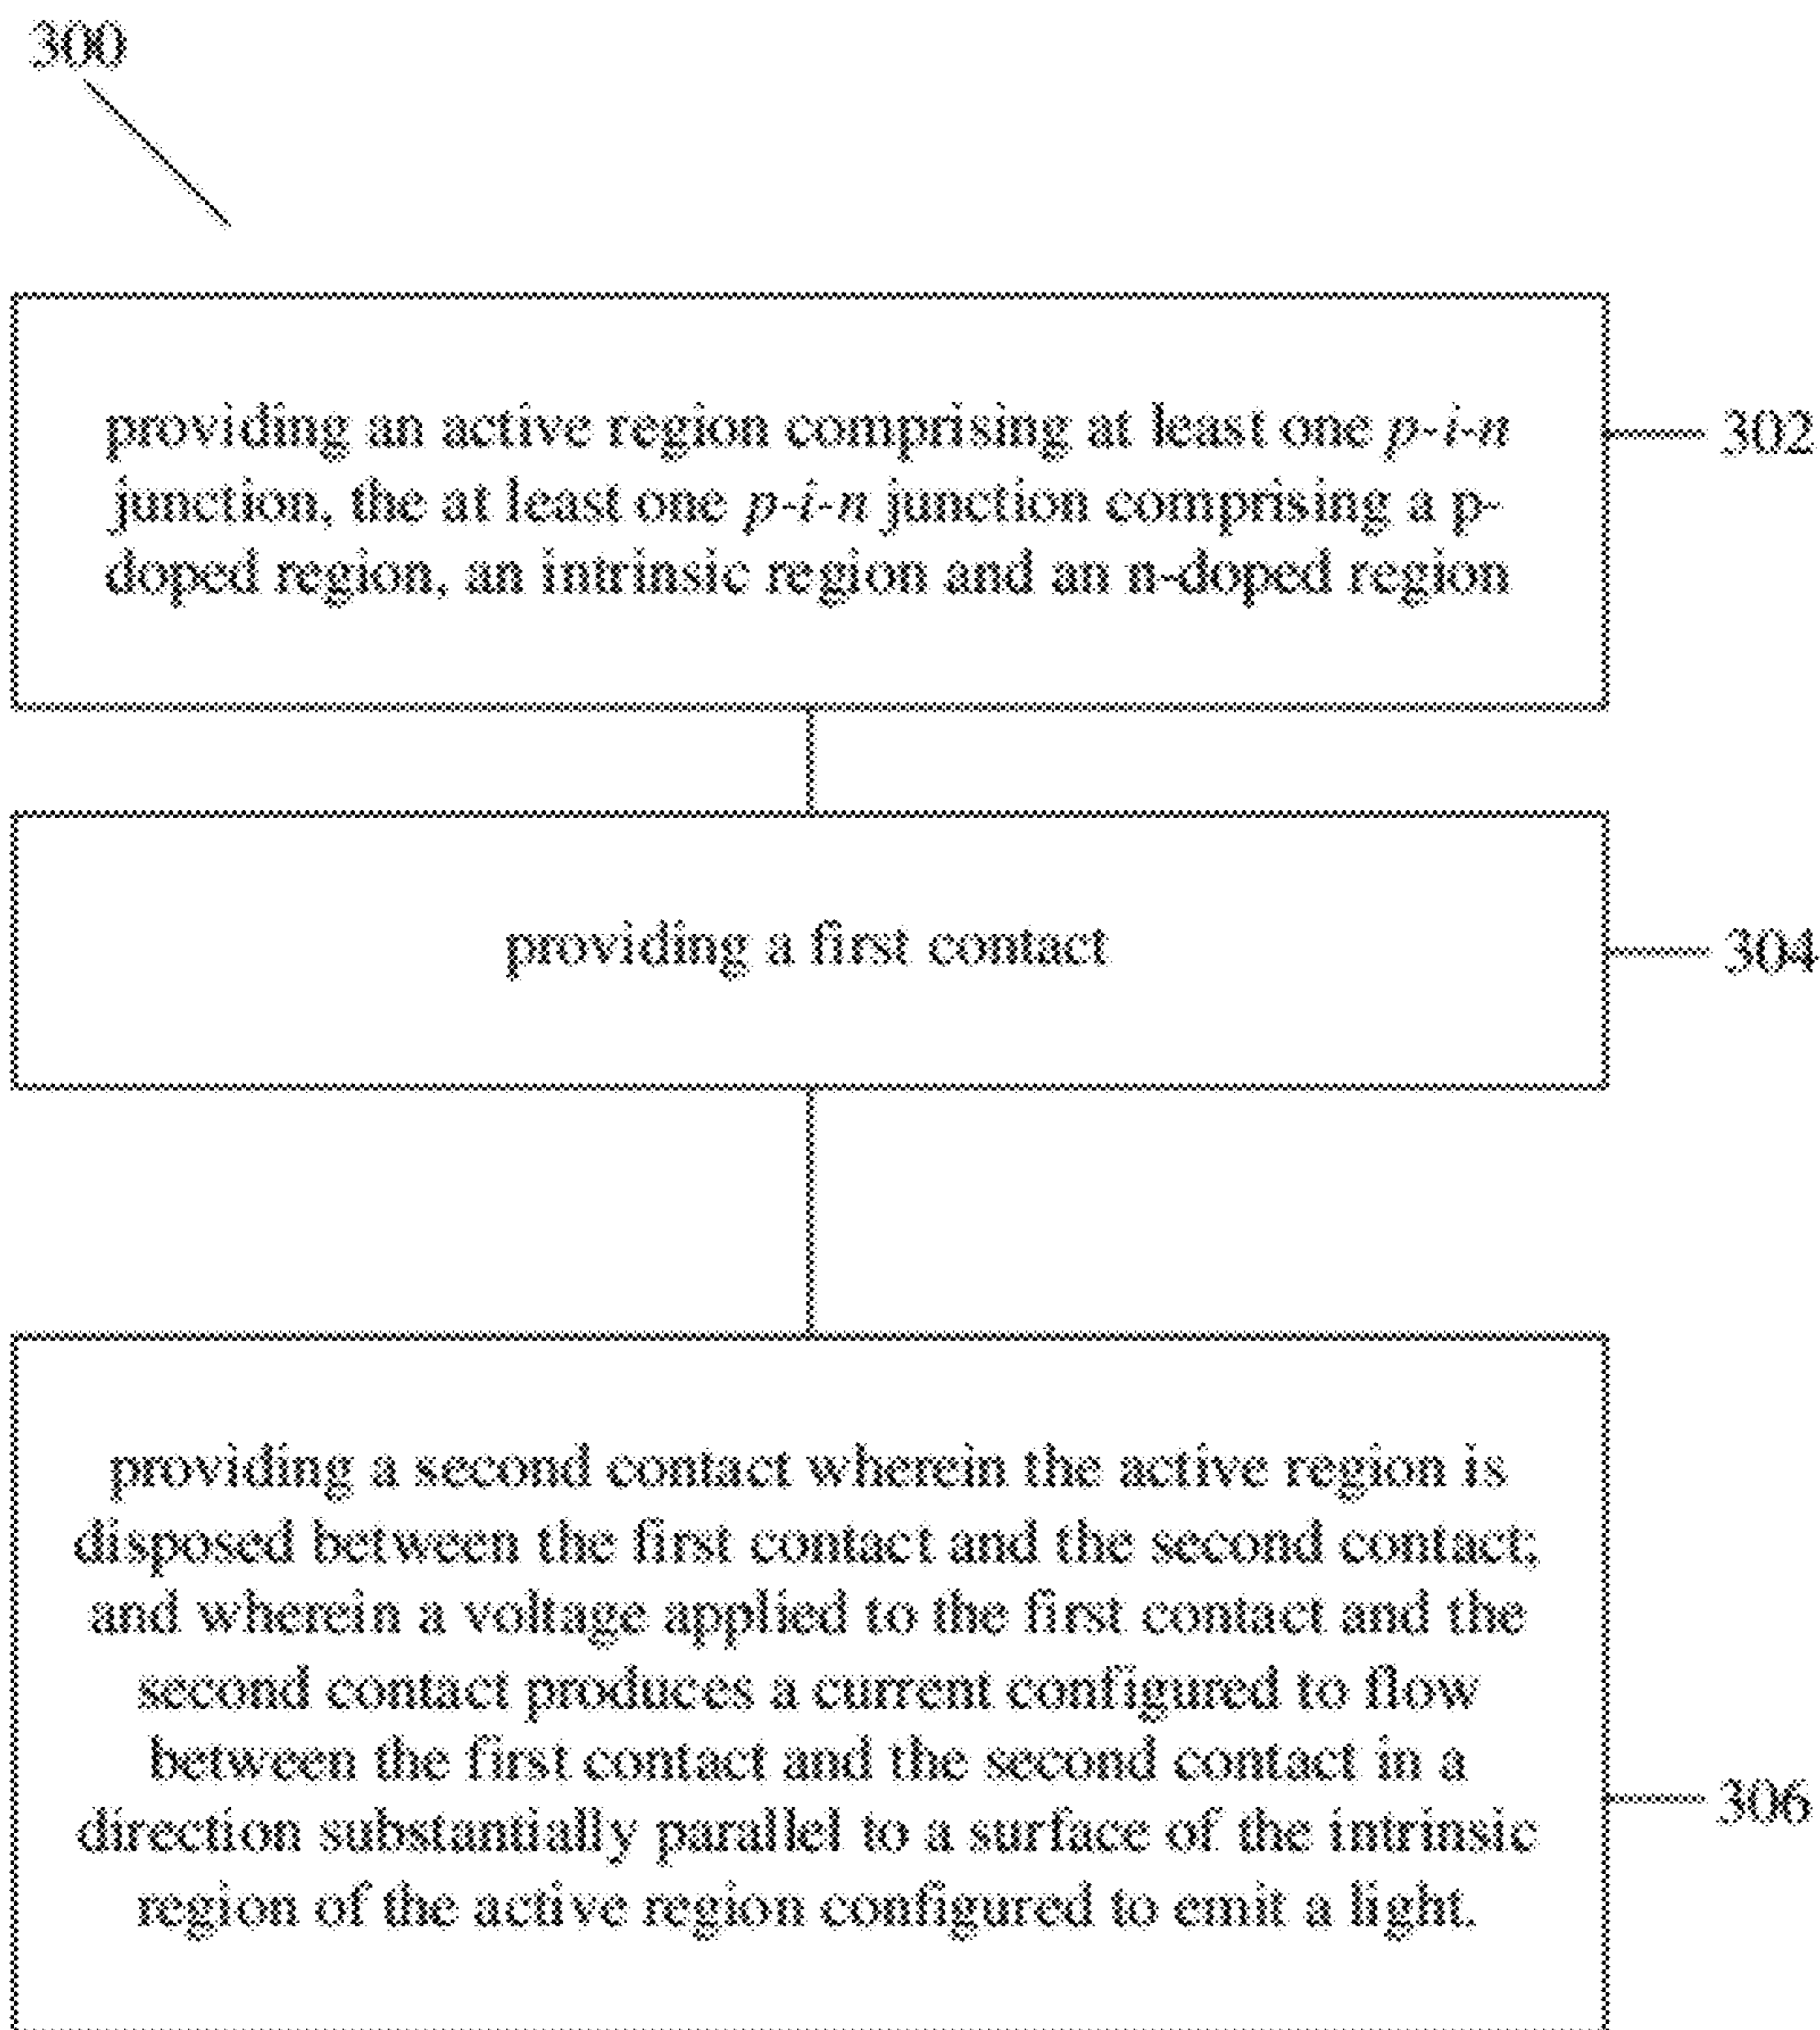 300
providing an active region comprising at least one p-i-n
junction, the at least one p-i-n junction comprising a p-
doped region, an intrinsic region and an n-doped region
302
providing a first contact
304
providing a second contact wherein the active region is
disposed between the first contact and the second contact;
and wherein a voltage applied to the first contact and the
second contact produces a current configured to flow
between the first contact and the second contact in a
direction substantially parallel to a surface of the intrinsic
region of the active region configured to emit a light.
306